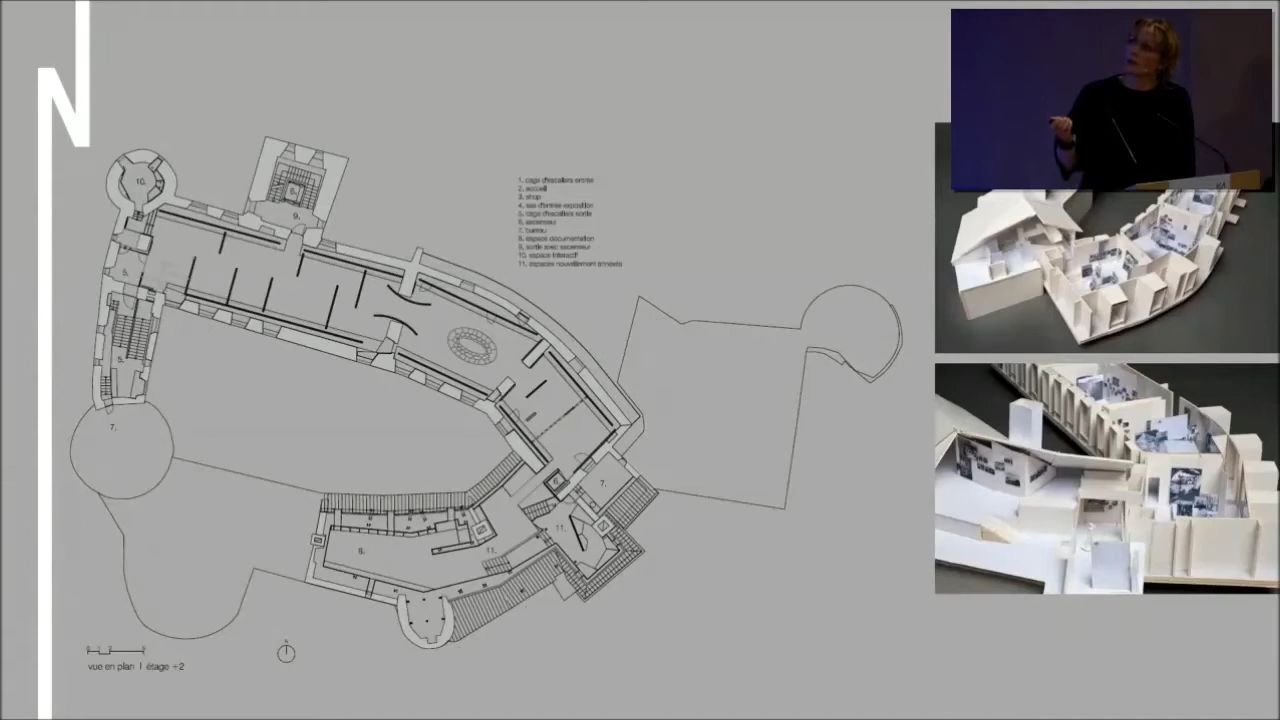 N
1. cage d'escaliers entrée
2. accueil
3. shop
4. sas d'entrée exposition
5. cage d'escaliers sortie
6. ascenseur
7. bureau
8. espace documentation
9. sortie avec ascenseur
10. espace interactif
11. espaces nouvellement annexés
10.
9.
5.
7.
6.
7.
11.
8.
11.
N
vue en plan | étage +2